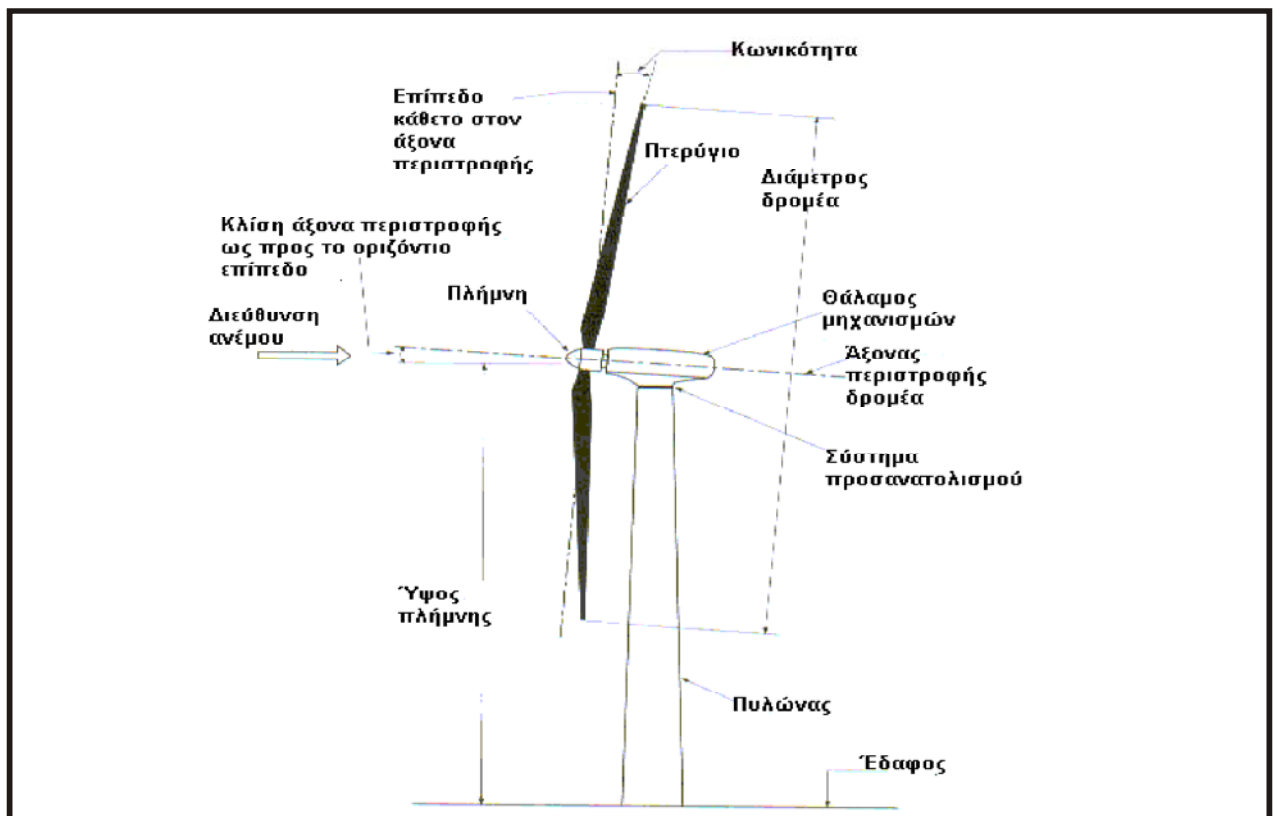 Κωνικότητα
Επίπεδο
κάθετο στον
άξονα
περιστροφής
Πτερύγιο
Διάμετρος
δρομέα
Κλίση άξονα περιστροφής
ως προς το οριζόντιο
επίπεδο
Πλήμνη
Διεύθυνση
ανέμου
Θάλαμος
μηχανισμών
Άξονας
περιστροφής
δρομέα
Σύστημα
προσανατολισμού
Ύψος
πλήμνης
Πυλώνας
Έδαφος